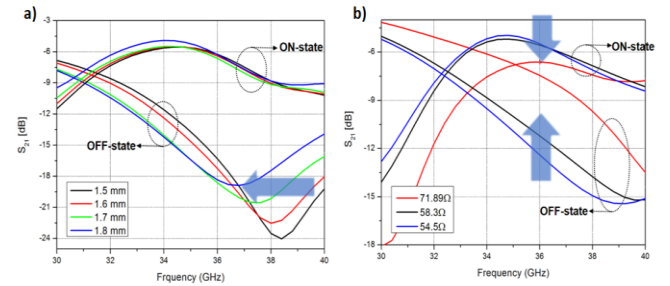 a)
-3
-6
-9
-12
-15
-18
-21
-24
S21 [dB]
ON-state
OFF-state
1.5 mm
1.6 mm
1.7 mm
1.8 mm
30 32 34 36 38 40
Frquency (GHz)
b)
-6
-9
-12
-15
-18
S21 [dB]
ON-state
OFF-state
71.89Ω
58.3Ω
54.5Ω
30 32 34 36 38 40
Frequency (GHz)